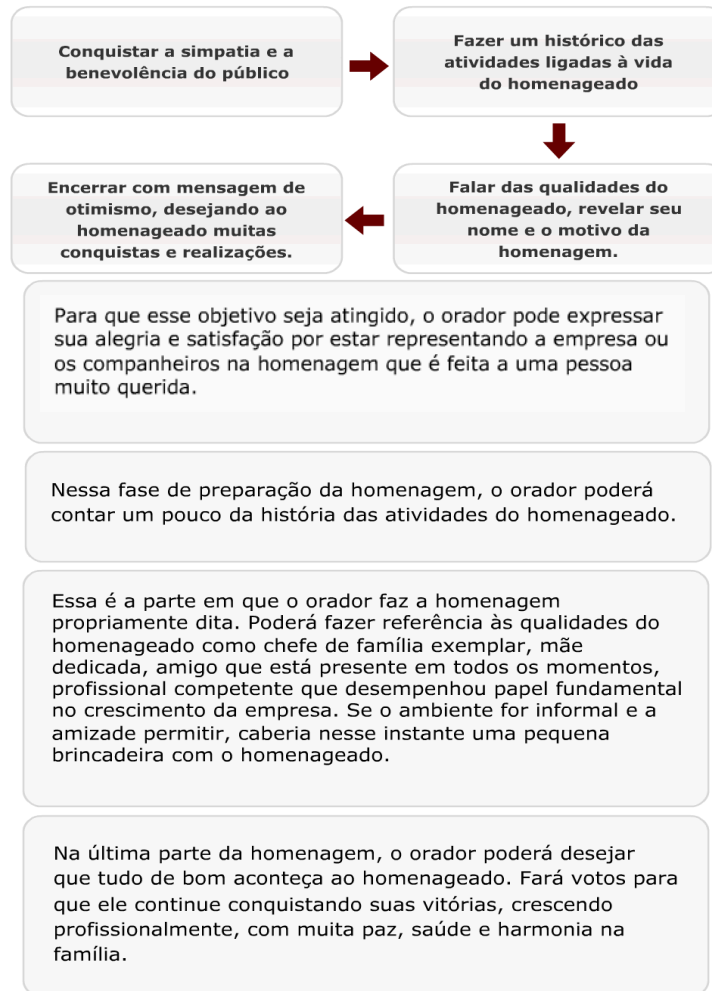 Conquistar a simpatia e a
benevolência do público
Fazer um histórico das
atividades ligadas à vida
do homenageado
Falar das qualidades do
homenageado, revelar seu
nome e o motivo da
homenagem.
Encerrar com mensagem de
otimismo, desejando ao
homenageado muitas
conquistas e realizações.
Para que esse objetivo seja atingido, o orador pode expressar
sua alegria e satisfação por estar representando a empresa ou
os companheiros na homenagem que é feita a uma pessoa
muito querida.
Nessa fase de preparação da homenagem, o orador poderá
contar um pouco da história das atividades do homenageado.
Essa é a parte em que o orador faz a homenagem
propriamente dita. Poderá fazer referência às qualidades do
homenageado como chefe de família exemplar, mãe
dedicada, amigo que está presente em todos os momentos,
profissional competente que desempenhou papel fundamental
no crescimento da empresa. Se o ambiente for informal e a
amizade permitir, caberia nesse instante uma pequena
brincadeira com o homenageado.
Na última parte da homenagem, o orador poderá desejar
que tudo de bom aconteça ao homenageado. Fará votos para
que ele continue conquistando suas vitórias, crescendo
profissionalmente, com muita paz, saúde e harmonia na
família.